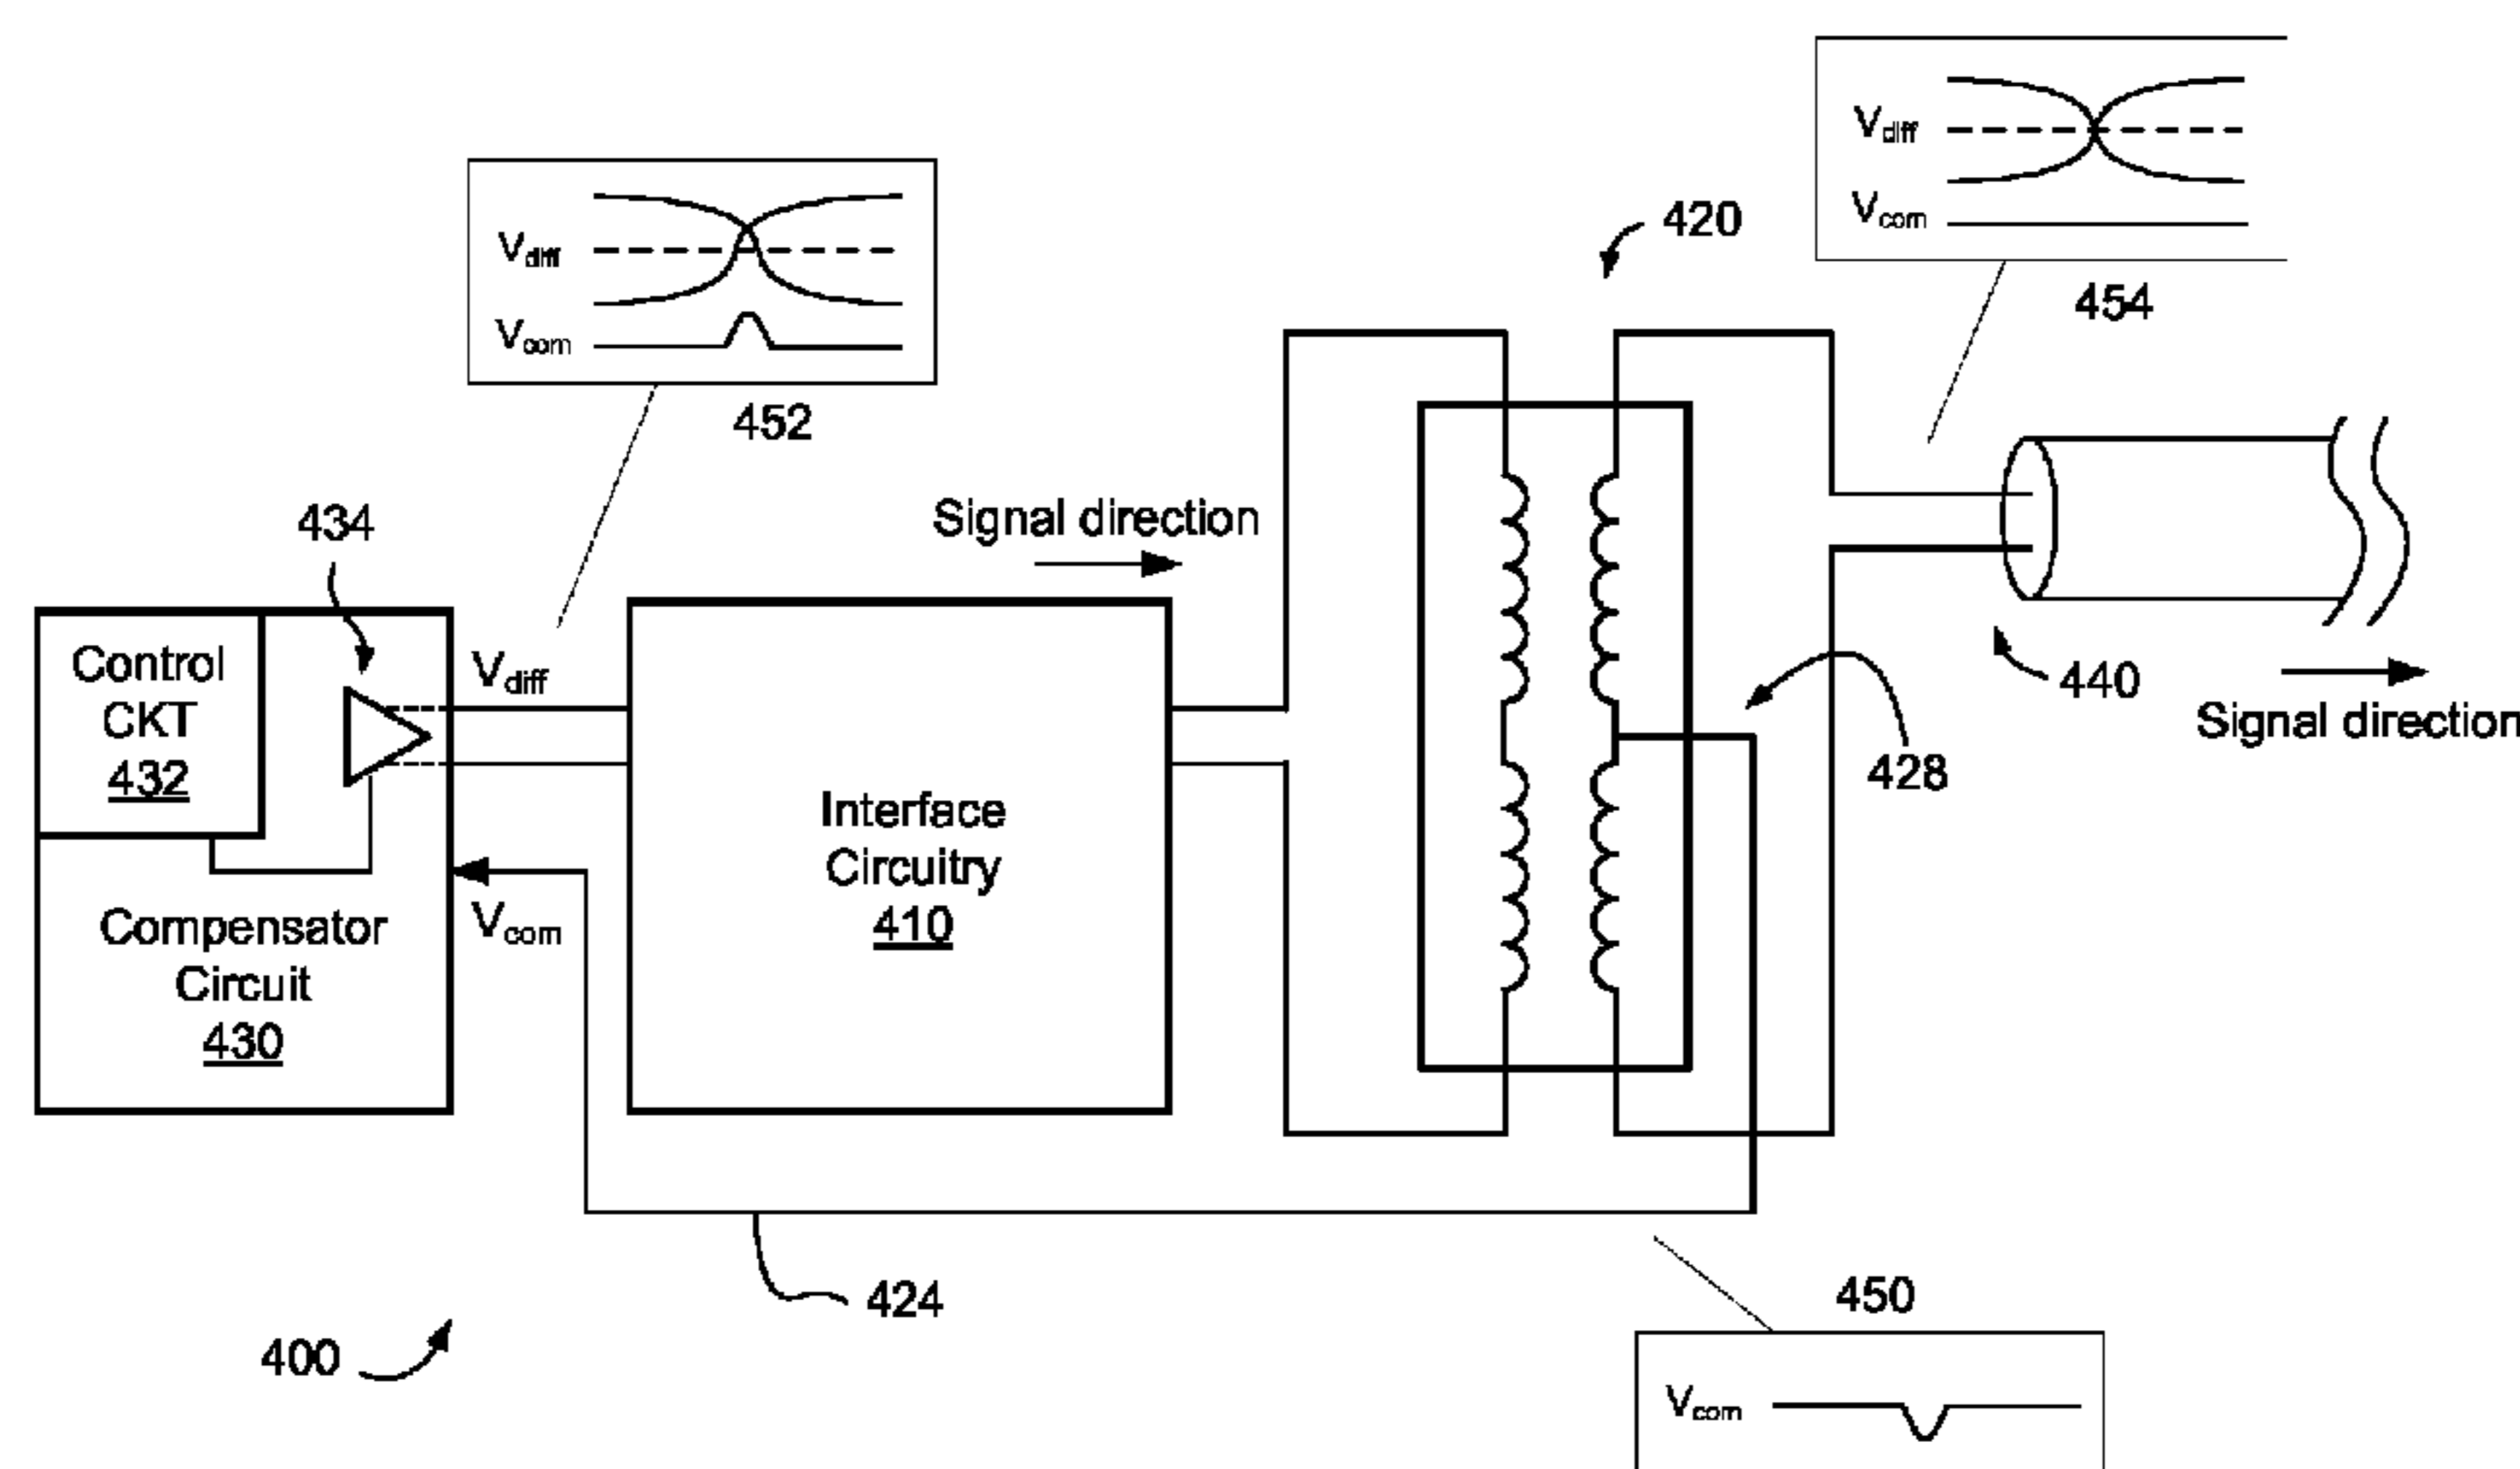 Vdiff
Vcom
454
420
Vdiff
Vcom
452
Signal direction
434
Control
CKT
432
Vdiff
440
Signal direction
428
Interface
Circuitry
410
Vcom
Compensator
Circuit
430
424
450
400
Vcom